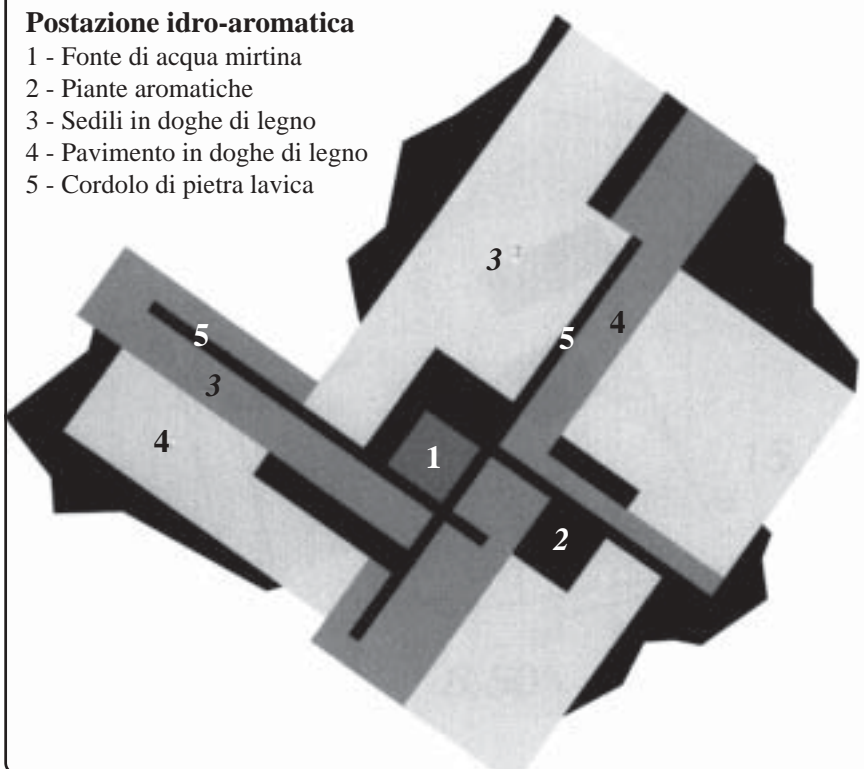 Postazione idro-aromatica
1 - Fonte di acqua mirtina
2 - Piante aromatiche
3 - Sedili in doghe di legno
4 - Pavimento in doghe di legno
5 - Cordolo di pietra lavica
3
5
4
5
3
4
1
2